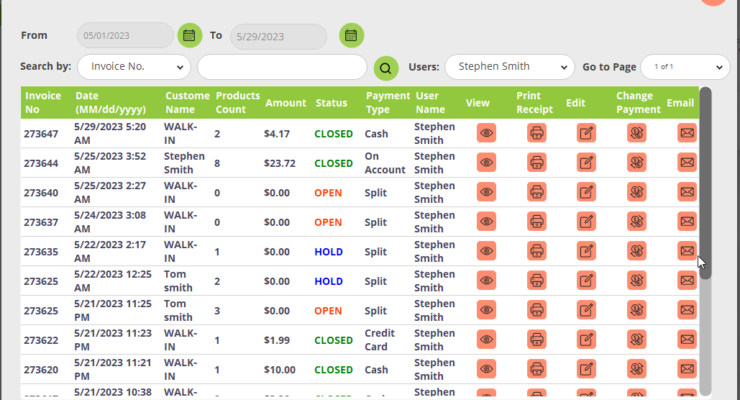 From 05/01/2023 To 5/29/2023
Search by: Invoice No. Users: Stephen Smith Go to Page 1 of 1
Invoice No Date (MM/dd/yyyy) Custome Name Products Count Amount Status Payment Type User Name View Print Receipt Edit Change Payment Email
273647 5/29/2023 5:20 AM WALK-IN 2 $4.17 CLOSED Cash Stephen Smith
273644 5/25/2023 3:52 AM Stephen Smith 8 $23.72 CLOSED On Account Stephen Smith
273640 5/25/2023 2:27 AM WALK-IN 0 $0.00 OPEN Split Stephen Smith
273637 5/24/2023 3:08 AM WALK-IN 0 $0.00 OPEN Split Stephen Smith
273635 5/22/2023 2:17 AM WALK-IN 1 $0.00 HOLD Split Stephen Smith
273625 5/22/2023 12:25 AM Tom smith 2 $0.00 HOLD Split Stephen Smith
273625 5/21/2023 11:25 PM Tom smith 3 $0.00 OPEN Split Stephen Smith
273622 5/21/2023 11:23 PM WALK-IN 1 $1.99 CLOSED Credit Card Stephen Smith
273620 5/21/2023 11:21 PM WALK-IN 1 $10.00 CLOSED Cash Stephen Smith
5/21/2023 10:38 WALK- Stephen